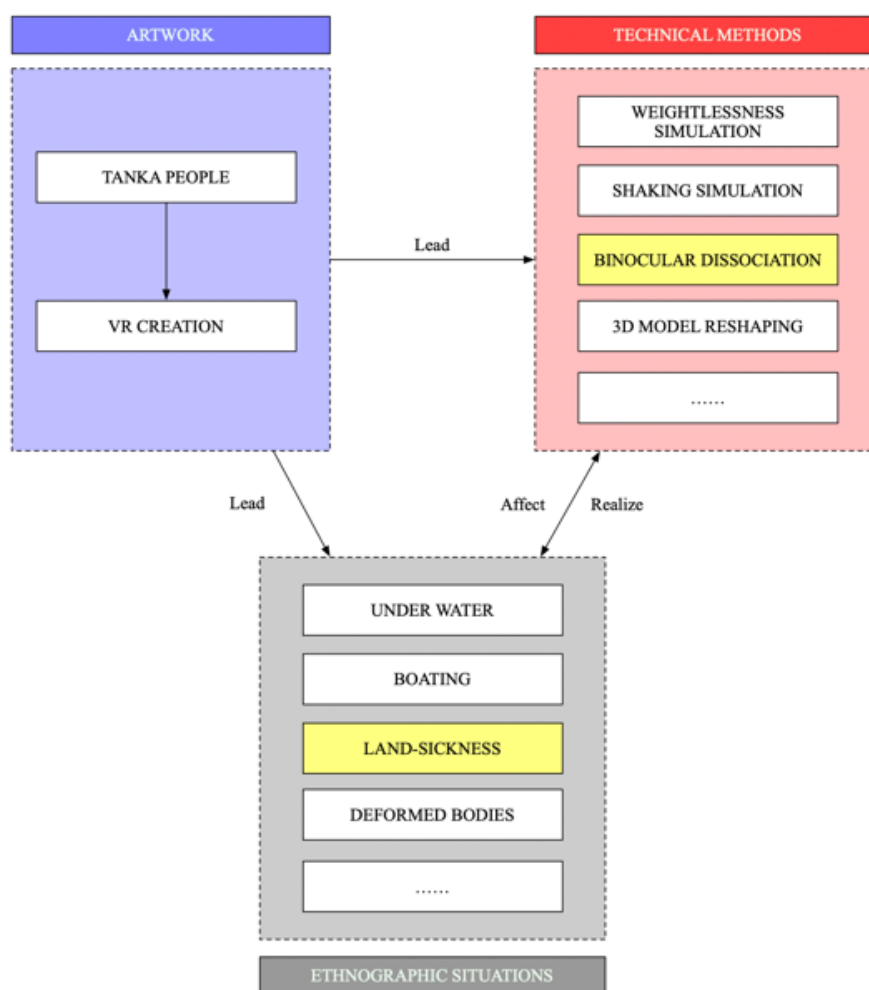 ARTWORK
TANKA PEOPLE
VR CREATION
Lead
TECHNICAL METHODS
WEIGHTLESSNESS
SIMULATION
SHAKING SIMULATION
BINOCULAR DISSOCIATION
3D MODEL RESHAPING
……
Lead
Affect
Realize
UNDER WATER
BOATING
LAND-SICKNESS
DEFORMED BODIES
……
ETHNOGRAPHIC SITUATIONS